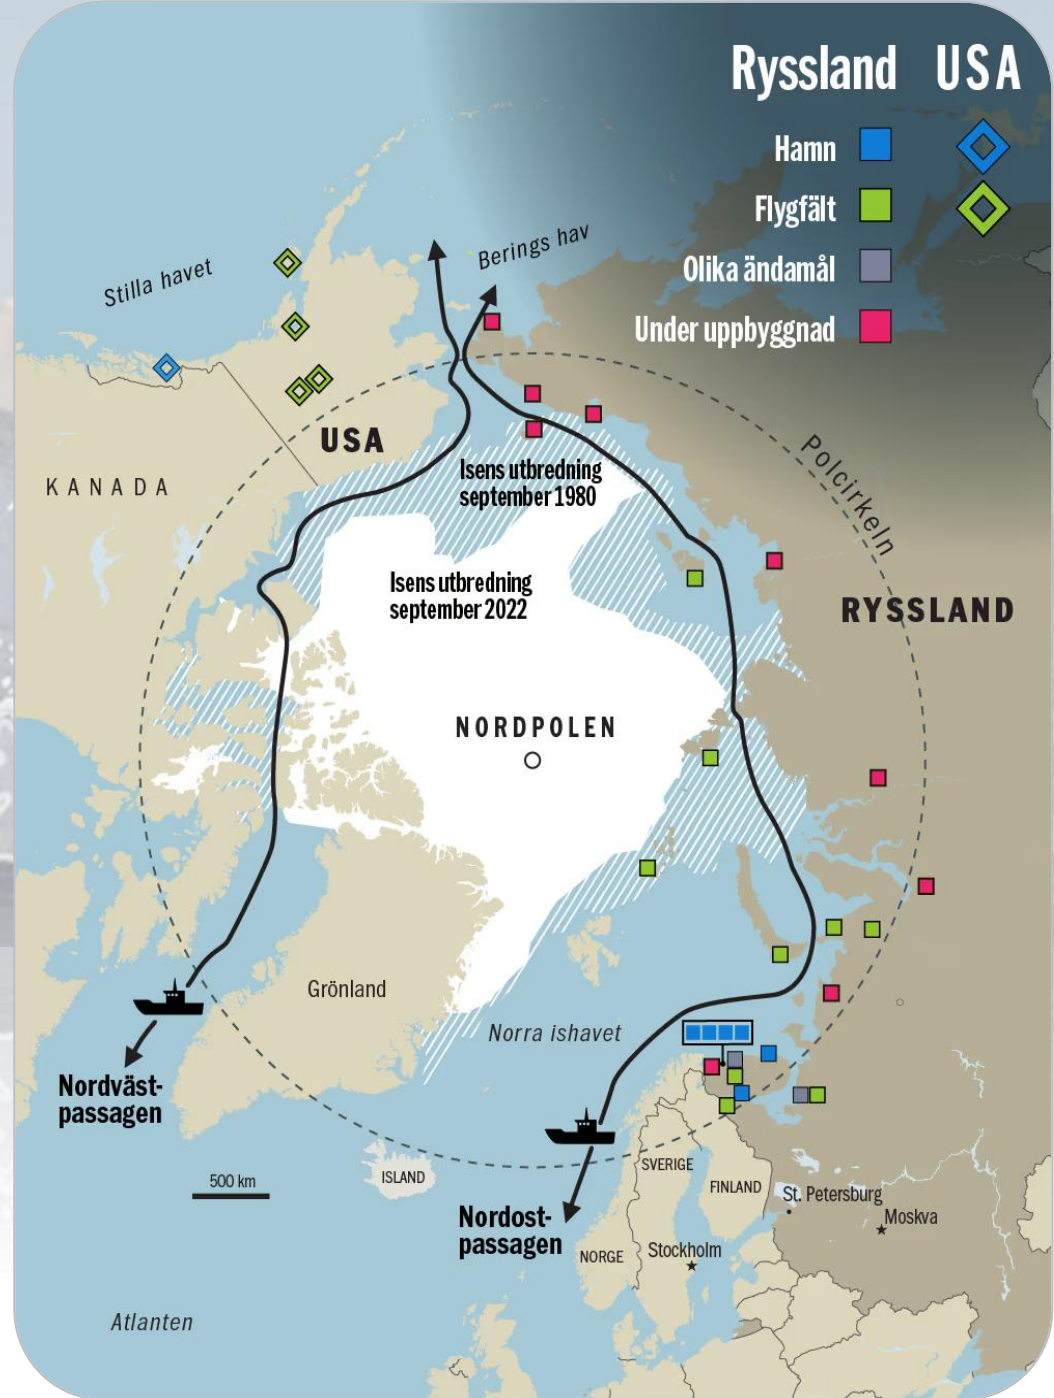 Ryssland USA
Hamn
Flygfält
Olika ändamål
Under uppbyggnad
Berings hav
Stilla havet
USA
KANADA
Polcirkeln
Isens utbredning
september 1980
Isens utbredning
september 2022
RYSSLAND
NORDPOLEN
Grönland
Norra ishavet
Nordväst-
passagen
500 km
ISLAND
SVERIGE
FINLAND
St. Petersburg
Moskva
Nordost-
passagen
NORGE
Stockholm
Atlanten